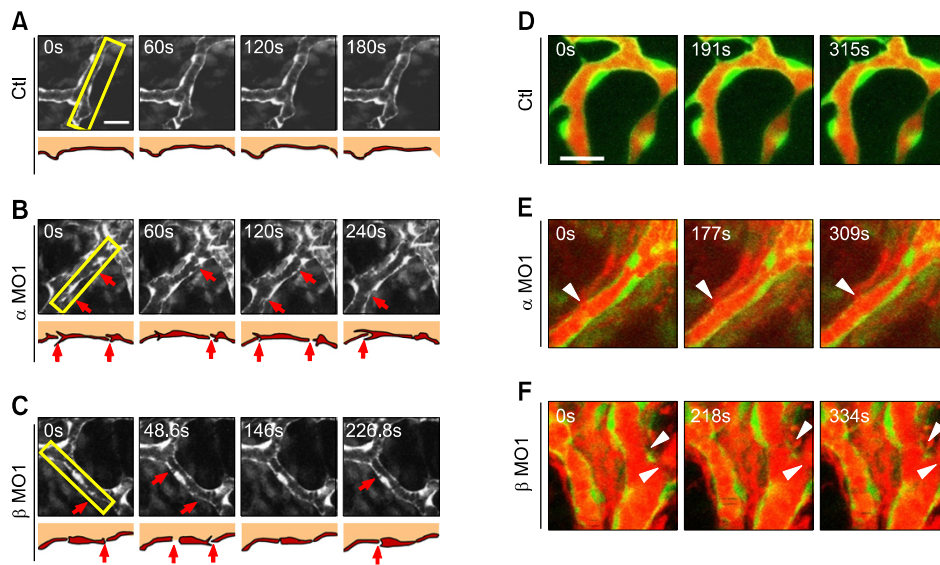 A
Ctl
0s 60s 120s 180s
B
α MO1
0s 60s 120s 240s
C
β MO1
0s 48.6s 146s 226.8s
D
Ctl
0s 191s 315s
E
α MO1
0s 177s 309s
F
β MO1
0s 218s 334s